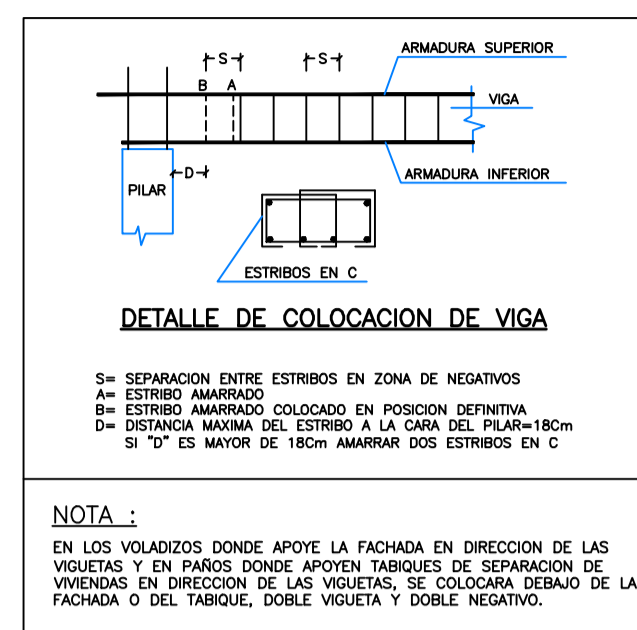 ARMADURA SUPERIOR
S
S
B
A
VIGA
D
PILAR
ARMADURA INFERIOR
ESTRIBOS EN C
DETALLE DE COLOCACION DE VIGA
S= SEPARACION ENTRE ESTRIBOS EN ZONA DE NEGATIVOS
A= ESTRIBO AMARRADO
B= ESTRIBO AMARRADO COLOCADO EN POSICION DEFINITIVA
D= DISTANCIA MAXIMA DEL ESTRIBO A LA CARA DEL PILAR=18Cm
SI "D" ES MAYOR DE 18Cm AMARRAR DOS ESTRIBOS EN C
NOTA :
EN LOS VOLADIZOS DONDE APOYE LA FACHADA EN DIRECCION DE LAS
VIGUETAS Y EN PAÑOS DONDE APOYEN TABIQUES DE SEPARACION DE
VIVIENDAS EN DIRECCION DE LAS VIGUETAS, SE COLOCARA DEBAJO DE LA
FACHADA O DEL TABIQUE, DOBLE VIGUETA Y DOBLE NEGATIVO.